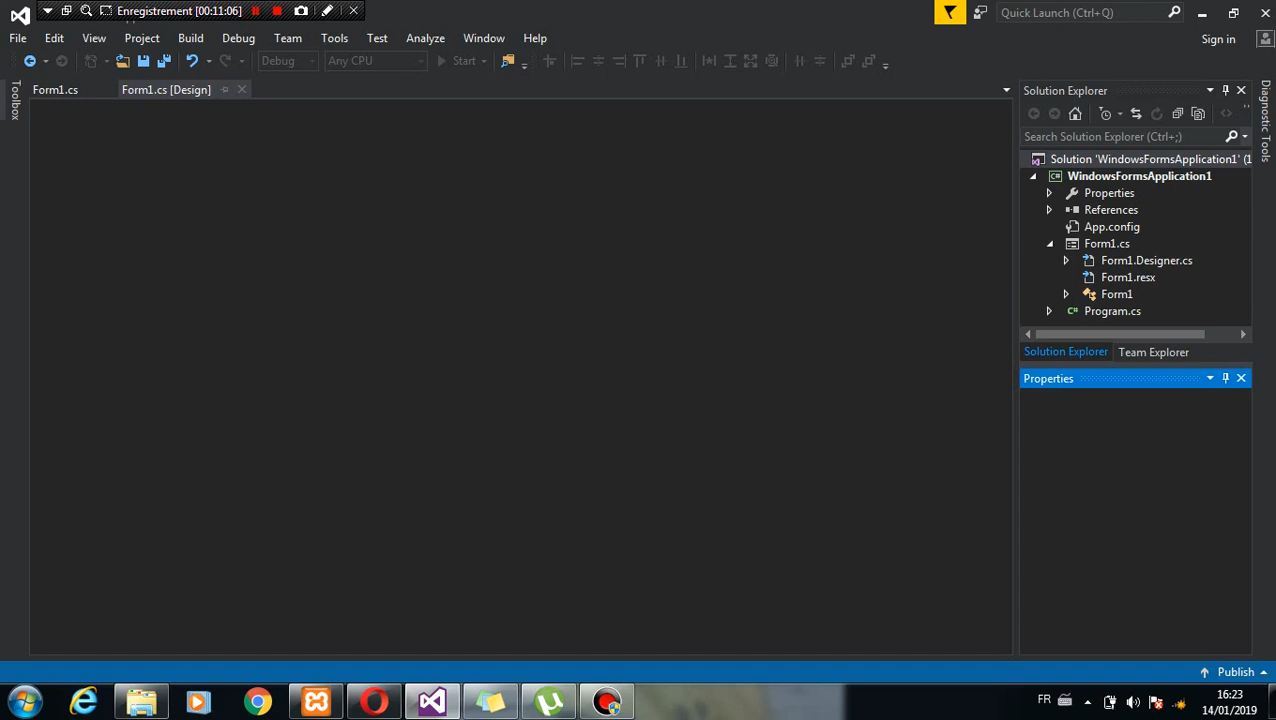 Enregistrement [00:11:06]
Quick Launch (Ctrl+Q)
File Edit View Project Build Debug Team Tools Test Analyze Window Help
Sign in
Debug Any CPU Start
Toolbox
Form1.cs Form1.cs [Design]
Solution Explorer
Search Solution Explorer (Ctrl+;)
Solution 'WindowsFormsApplication1' (1
WindowsFormsApplication1
Properties
References
App.config
Form1.cs
Form1.Designer.cs
Form1.resx
Form1
Program.cs
Solution Explorer Team Explorer
Properties
Diagnostic Tools
Publish
FR
16:23
14/01/2019